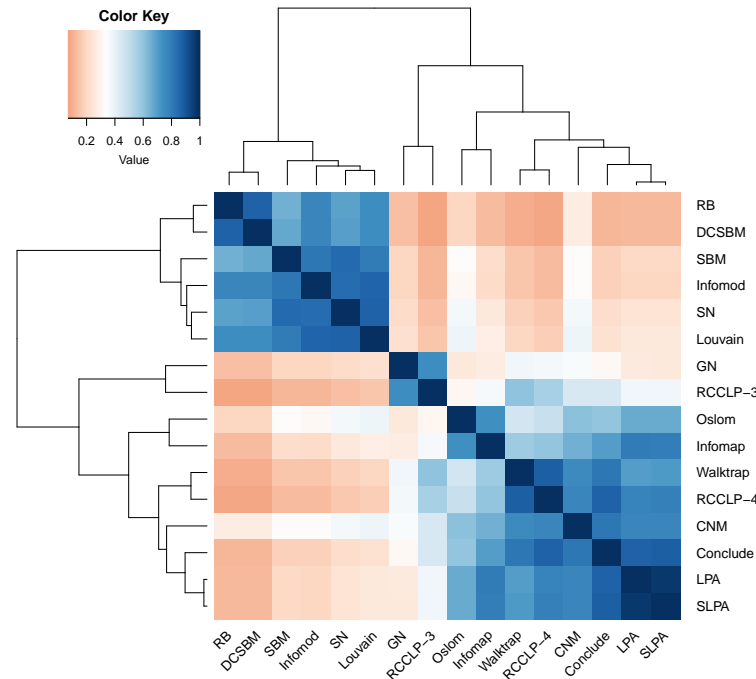 Color Key
0.2 0.4 0.6 0.8 1
Value
RB
DCSBM
SBM
Infomod
SN
Louvain
GN
RCCLP−3
Oslom
Infomap
Walktrap
RCCLP−4
CNM
Conclude
LPA
SLPA
RB
DCSBM
SBM
Infomod
SN
Louvain
GN
RCCLP−3
Oslom
Infomap
Walktrap
RCCLP−4
CNM
Conclude
LPA
SLPA